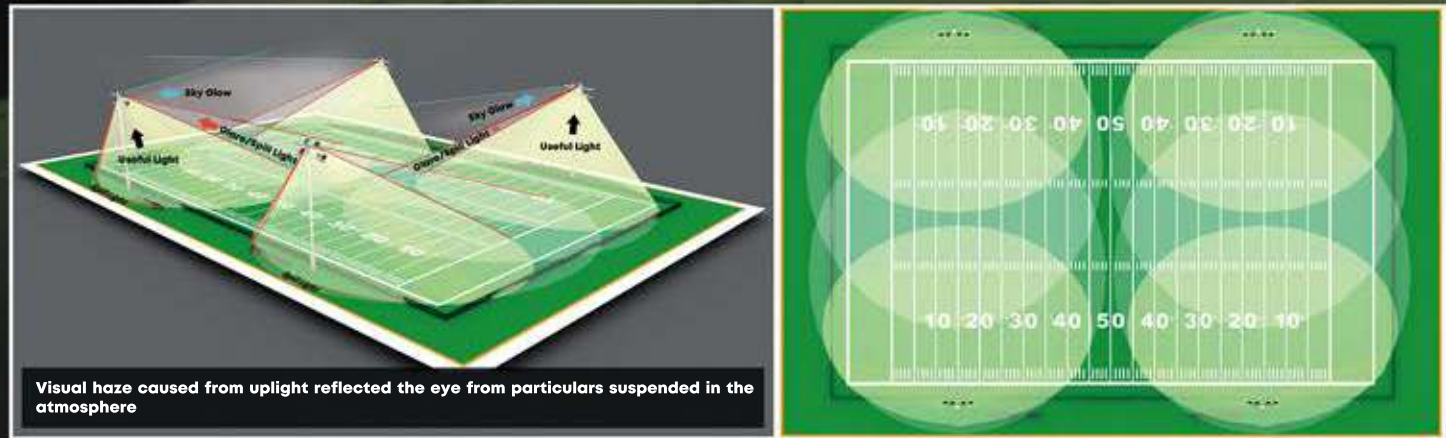 Sky Glow
Sky Glow
Glare/Spill Light
Glare/Spill Light
Useful Light
Useful Light
Visual haze caused from uplight reflected the eye from particulars suspended in the
atmosphere
10 20 30 40 50 40 30 20 10
10 20 30 40 50 40 30 20 10